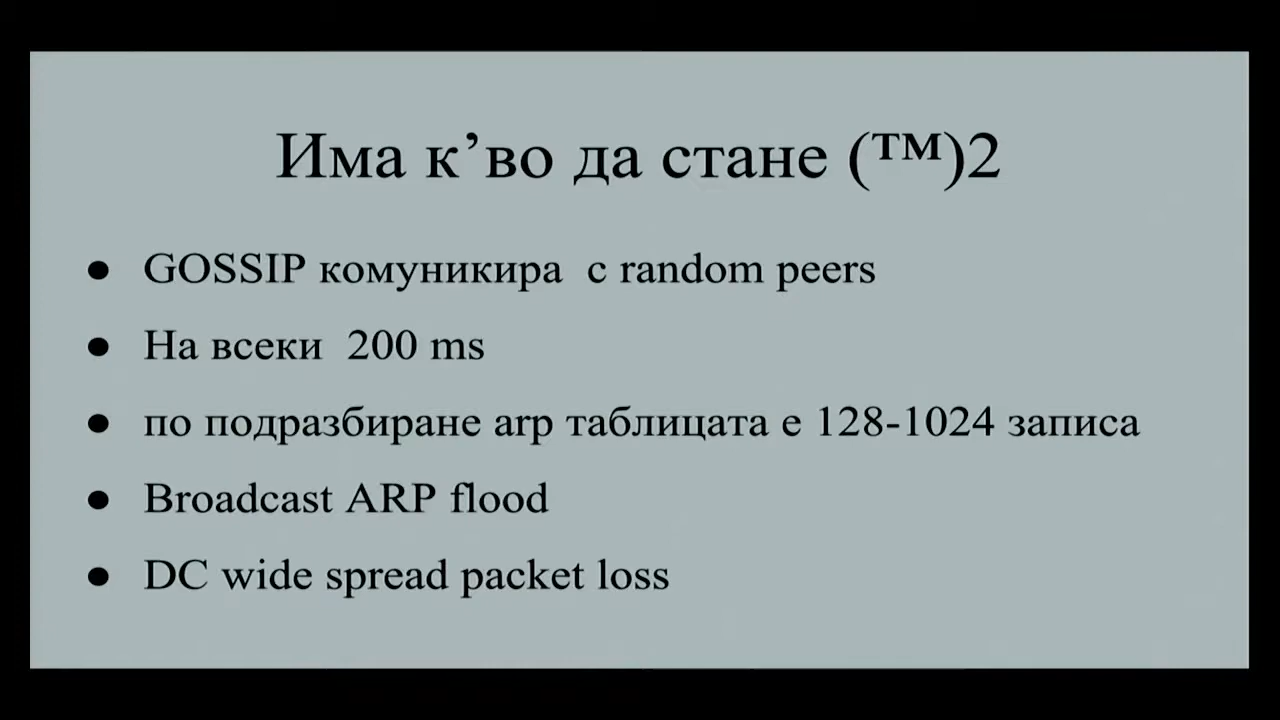 Има к’во да стане (™)2
● GOSSIP комуникира с random peers
● На всеки 200 ms
● по подразбиране arp таблицата е 128-1024 записа
● Broadcast ARP flood
● DC wide spread packet loss